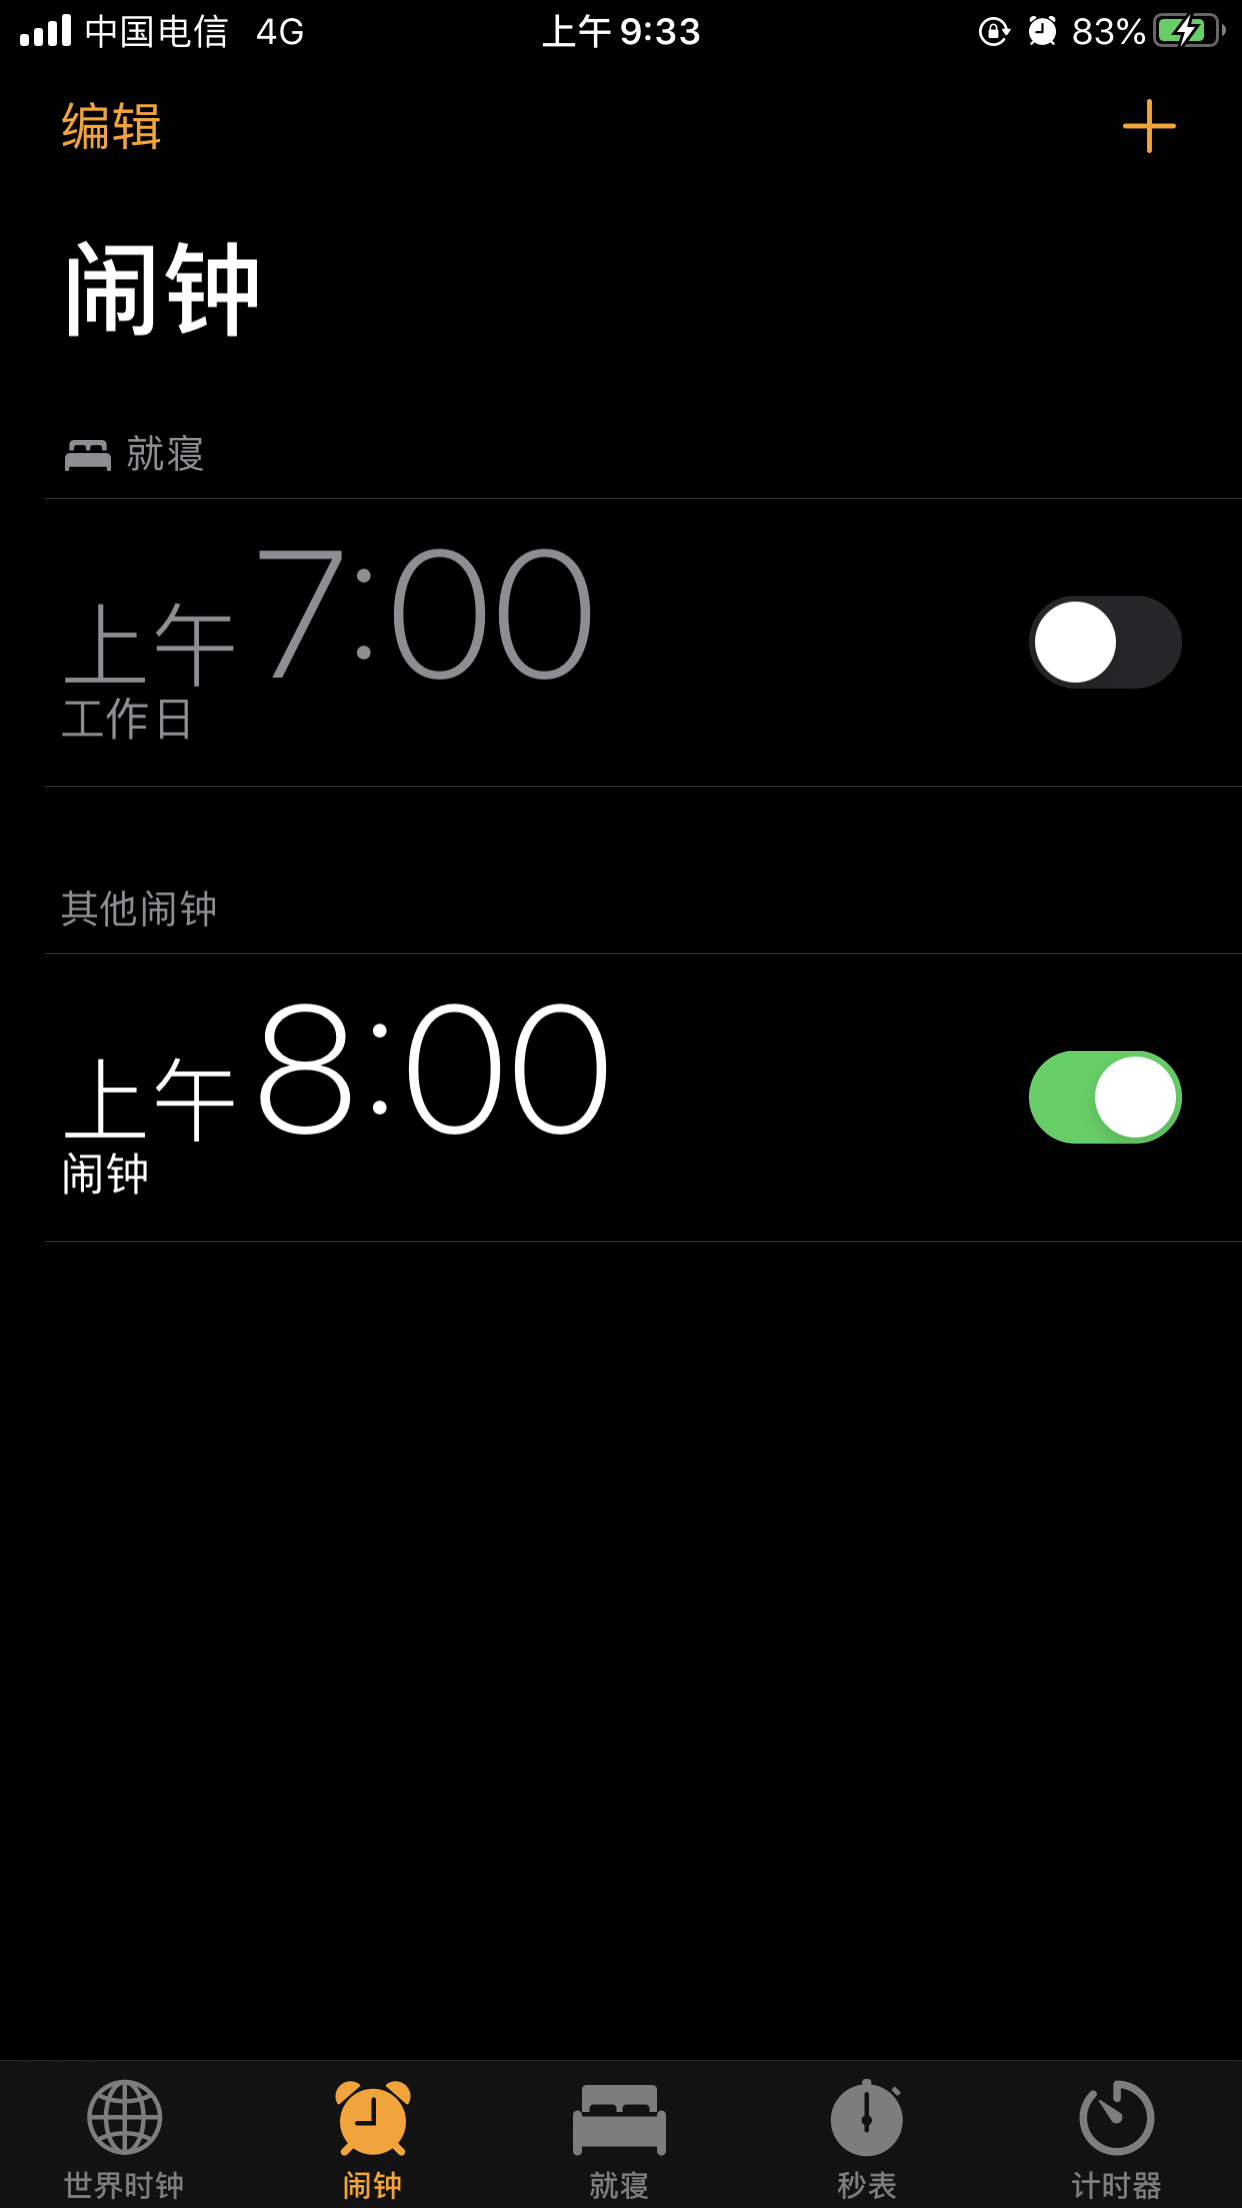 中国电信 4G 上午 9:33 83%
编辑
闹钟
就寝
上午 7:00
工作日
其他闹钟
上午 8:00
闹钟
世界时钟 闹钟 就寝 秒表 计时器